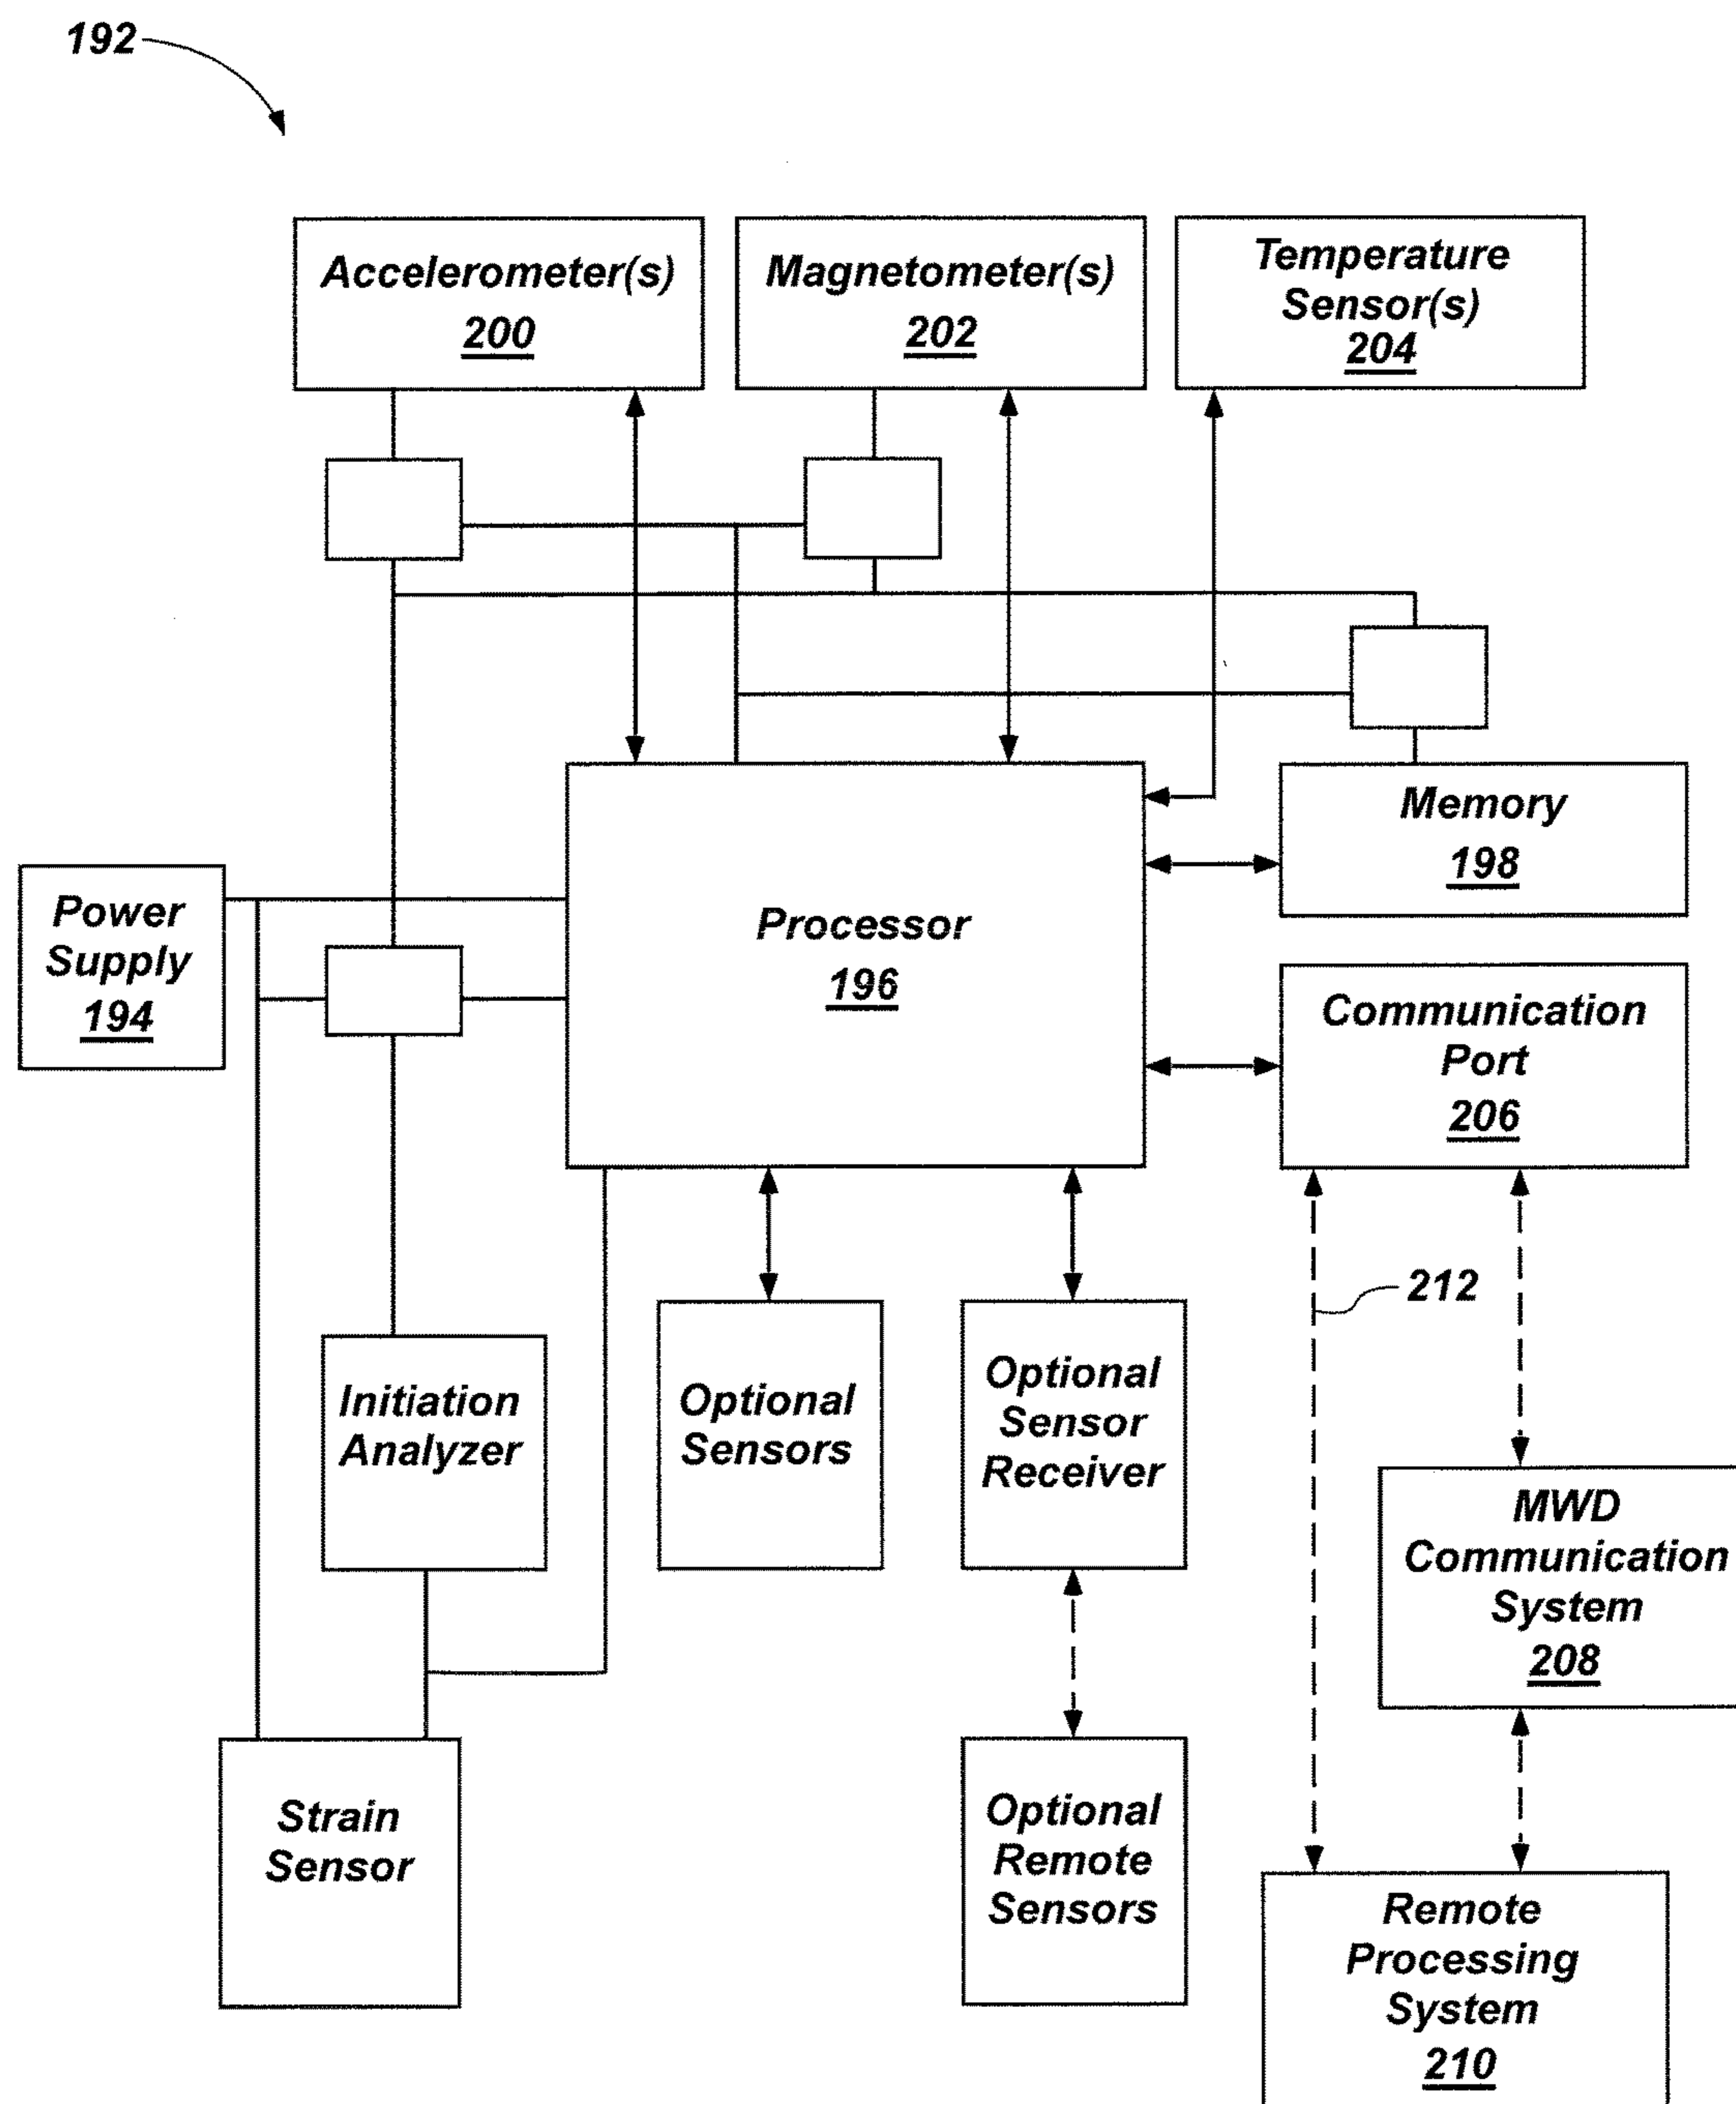 192
Accelerometer(s)
200
Magnetometer(s)
202
Temperature
Sensor(s)
204
Memory
198
Power
Supply
194
Processor
196
Communication
Port
206
212
Initiation
Analyzer
Optional
Sensors
Optional
Sensor
Receiver
MWD
Communication
System
208
Strain
Sensor
Optional
Remote
Sensors
Remote
Processing
System
210